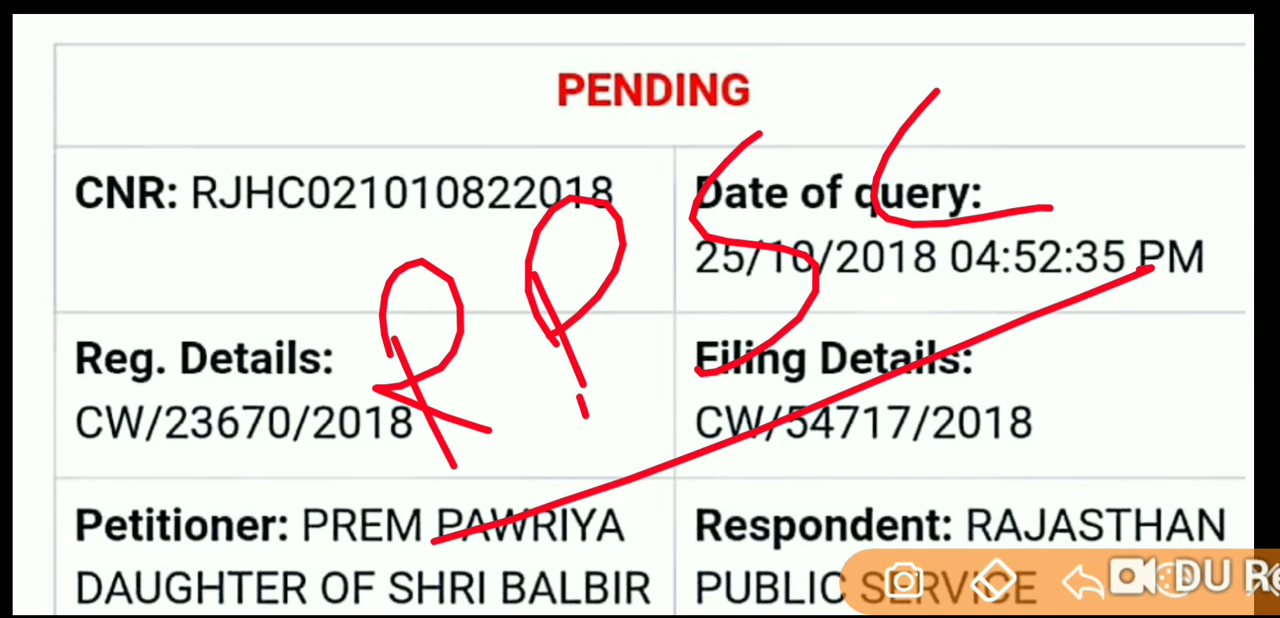 PENDING
CNR: RJHC021010822018
Date of query:
25/10/2018 04:52:35 PM
RPSC
Reg. Details:
CW/23670/2018
Filing Details:
CW/54717/2018
Petitioner: PREM PAWRIYA
DAUGHTER OF SHRI BALBIR
Respondent: RAJASTHAN
PUBLIC SERVICE
DU